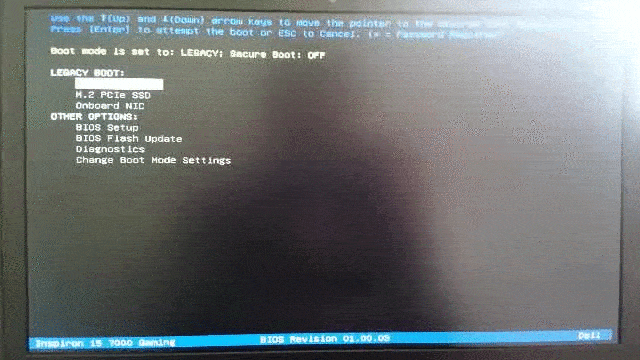 Use the ↑(Up) and ↓(Down) arrow keys to move the pointer to the desired
Press [Enter] to attempt the boot or ESC to Cancel. (* = Password Required
Boot mode is set to: LEGACY; Secure Boot: OFF
LEGACY BOOT:
M.2 PCIe SSD
Onboard NIC
OTHER OPTIONS:
BIOS Setup
BIOS Flash Update
Diagnostics
Change Boot Mode Settings
Inspiron 15 7000 Gaming BIOS Revision 01.00.09 Dell